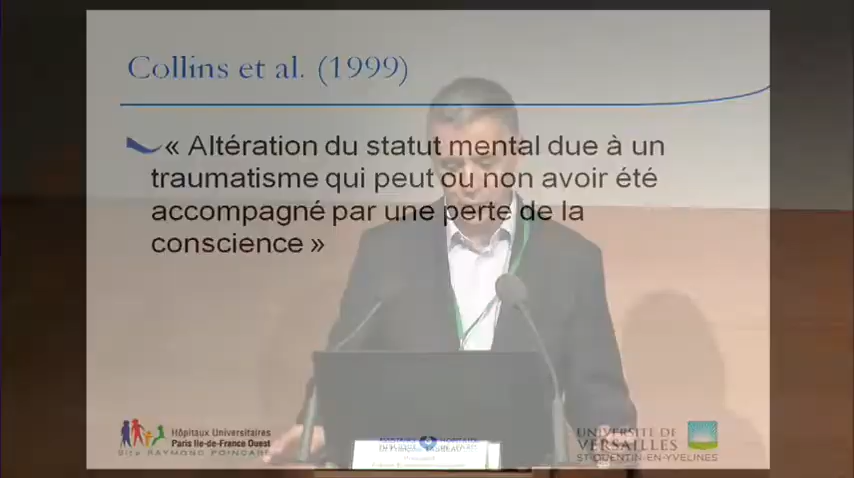 Collins et al. (1999)
« Altération du statut mental due à un
traumatisme qui peut ou non avoir été
accompagné par une perte de la
conscience »
Hôpitaux Universitaires
Paris Ile-de-France Ouest
Site RAYMOND POINCARÉ
UNIVERSITÉ DE
VERSAILLES
ST-QUENTIN-EN-YVELINES